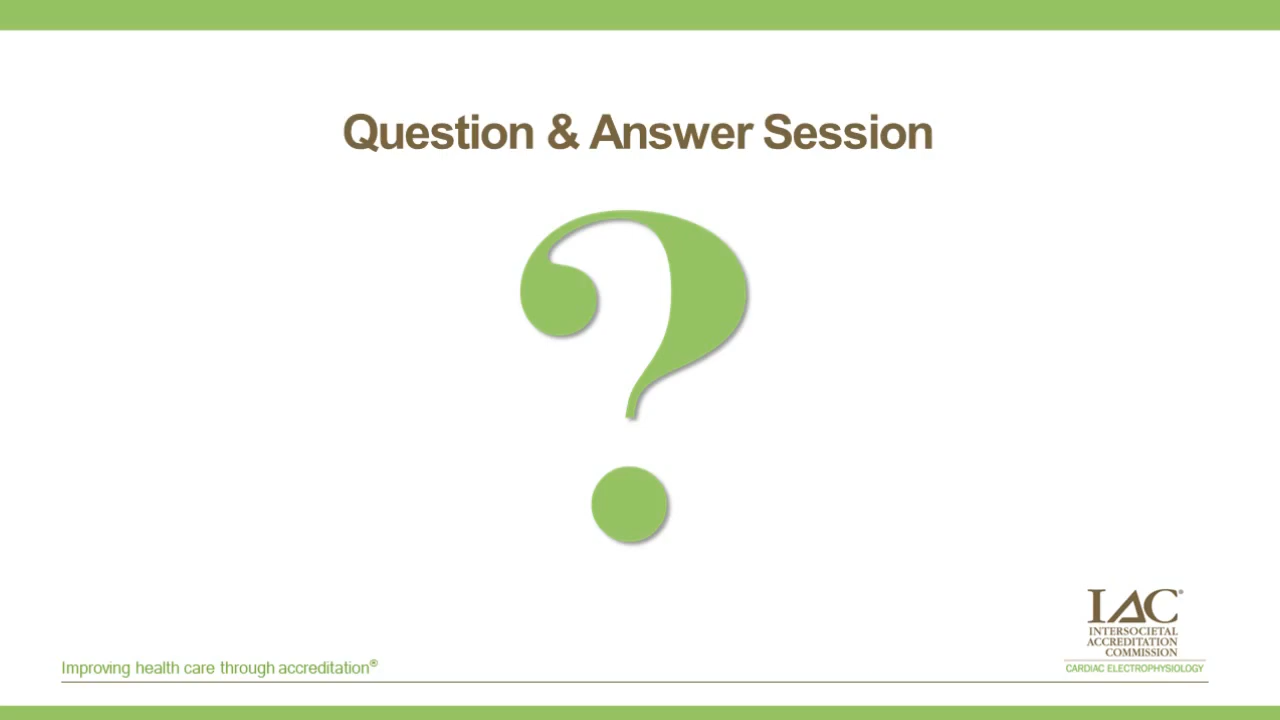 Question & Answer Session
?
IAC®
INTERSOCIETAL
ACCREDITATION
COMMISSION
CARDIAC ELECTROPHYSIOLOGY
Improving health care through accreditation®